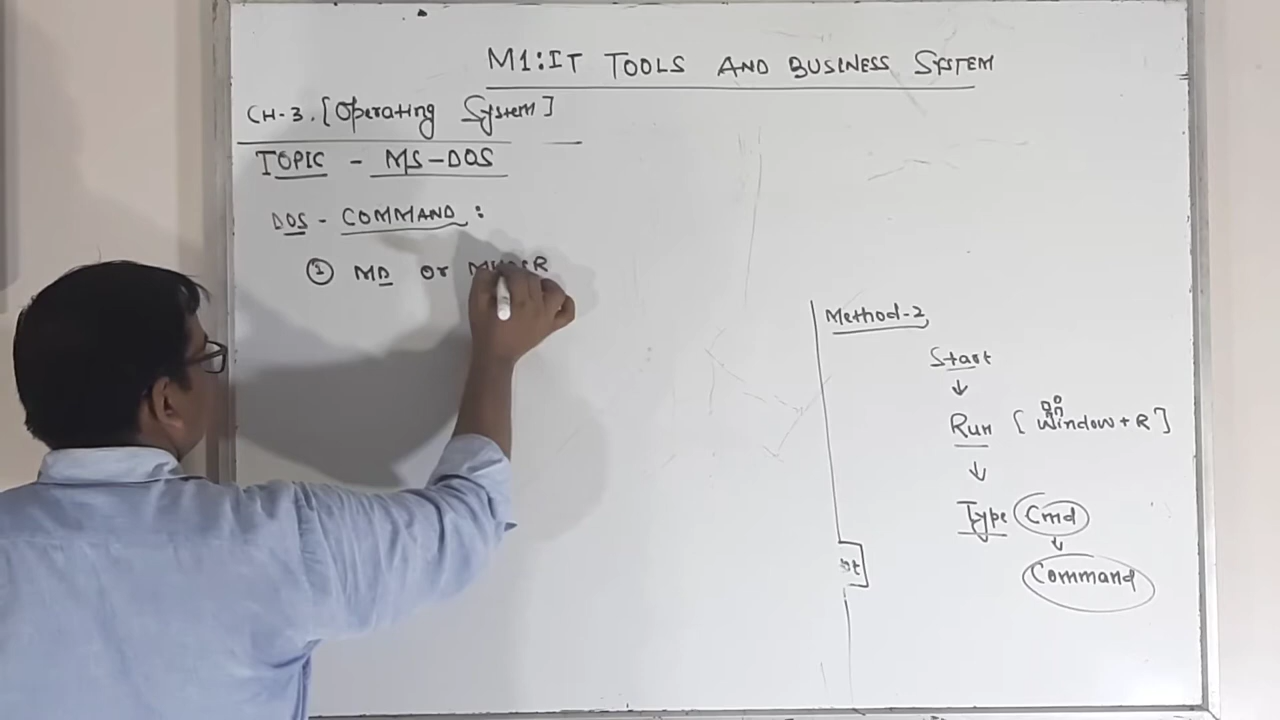 M1:IT TOOLS AND BUSINESS SYSTEM
CH-3. [Operating System]
TOPIC - MS-DOS
DOS - COMMAND :
① MD or
Method-2
Start
↓
Run [Window + R]
↓
Type Cmd
↓
Command